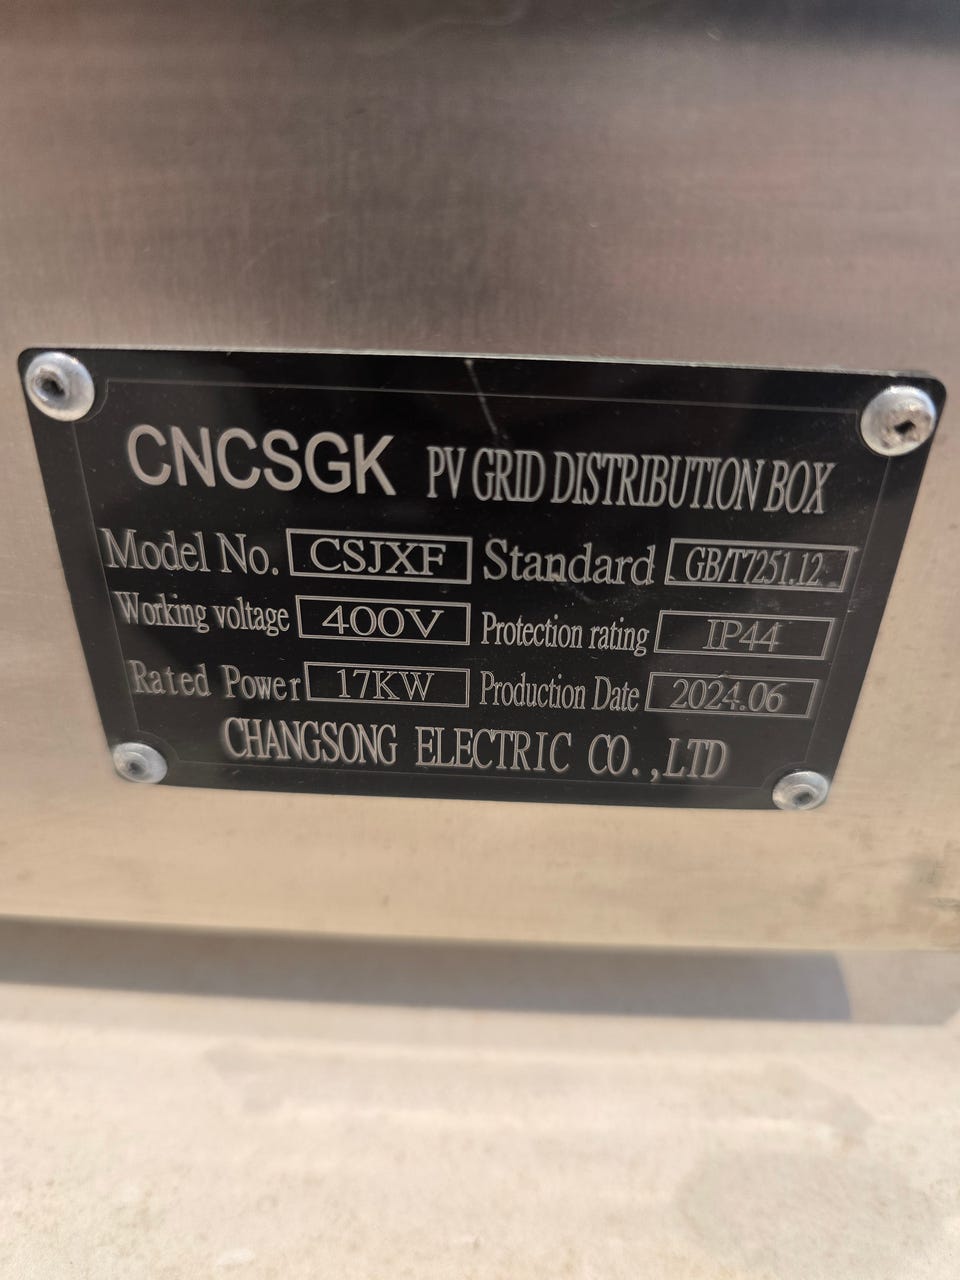 CNCSGK PV GRID DISTRIBUTION BOX
Model No. CSJXF Standard GB/T7251.12
Working voltage 400V Protection rating IP44
Rated Power 17KW Production Date 2024.06
CHANGSONG ELECTRIC CO.,LTD